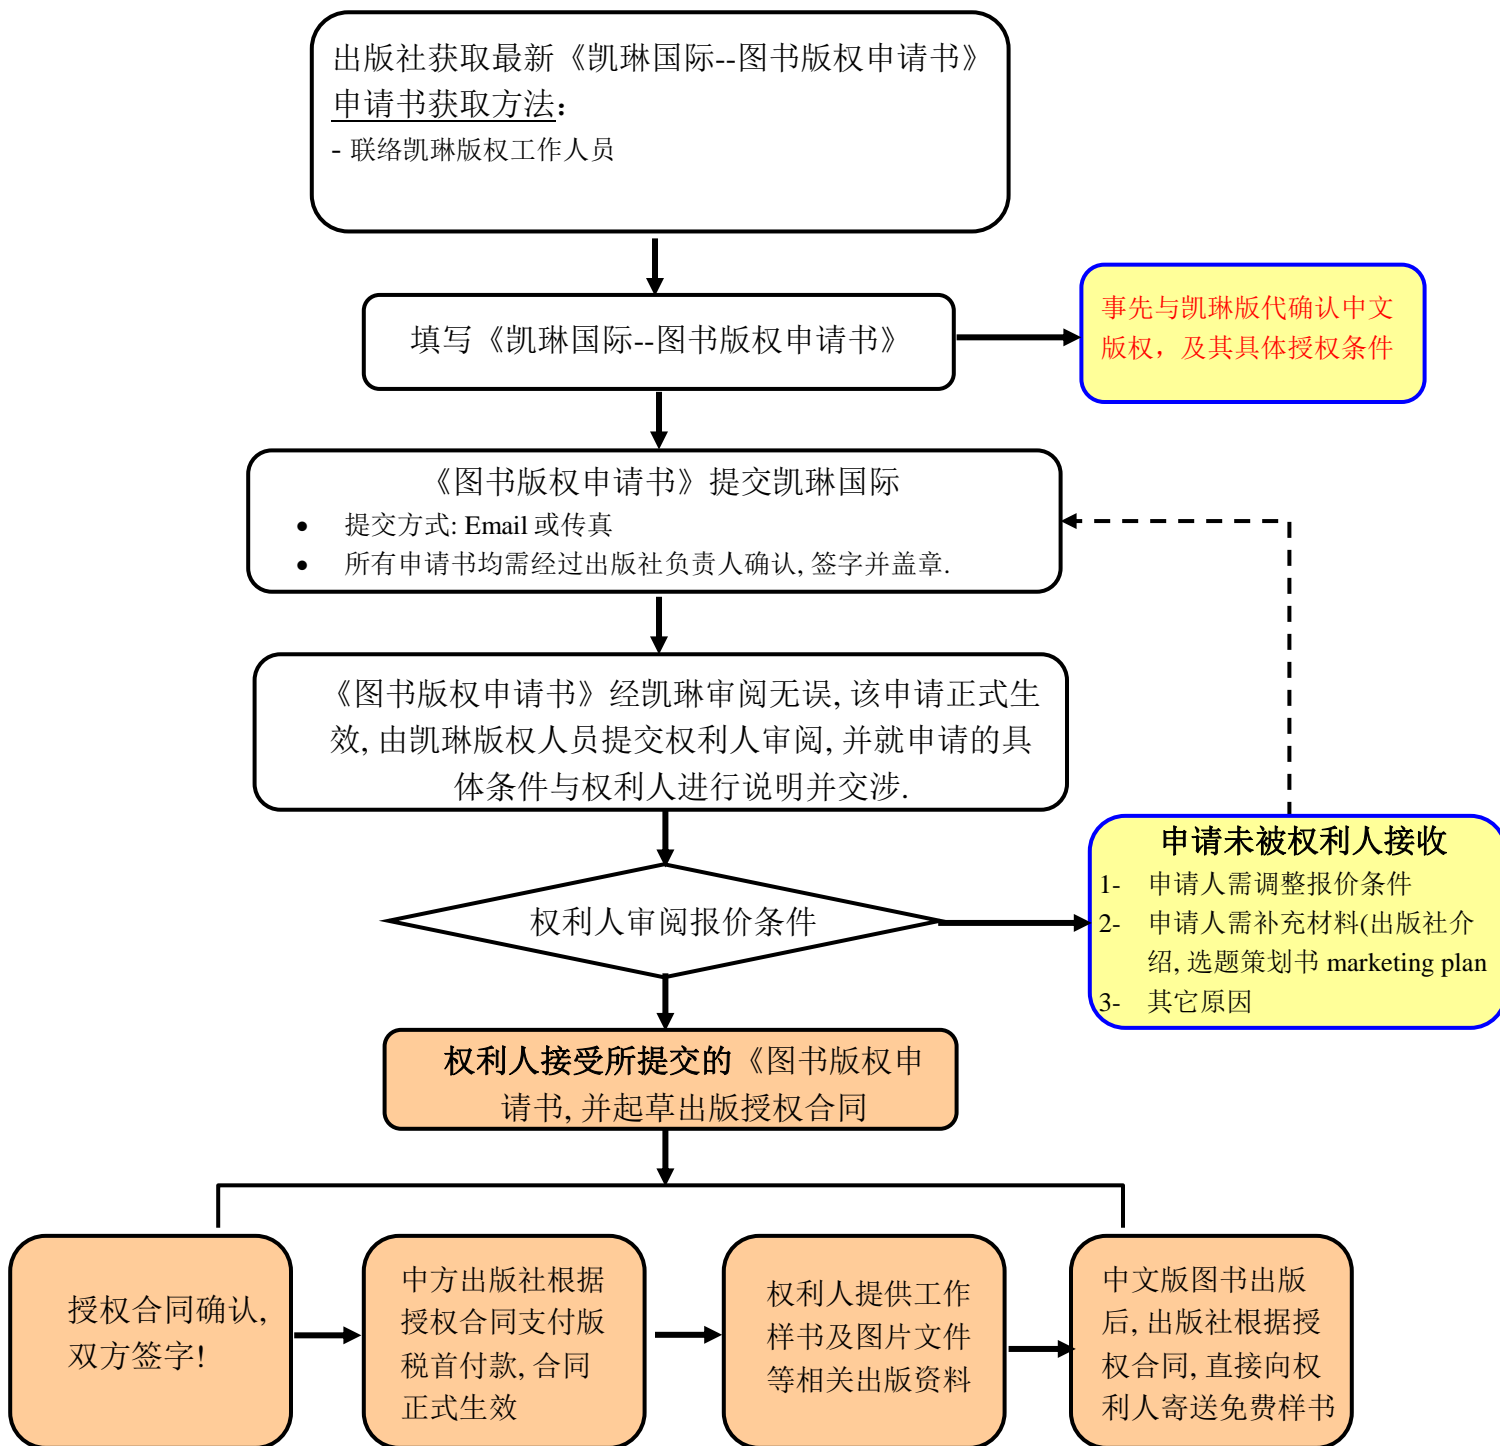 出版社获取最新《凯琳国际--图书版权申请书》
申请书获取方法：
- 联络凯琳版权工作人员
填写《凯琳国际--图书版权申请书》
事先与凯琳版代确认中文
版权，及其具体授权条件
《图书版权申请书》提交凯琳国际
• 提交方式: Email 或传真
• 所有申请书均需经过出版社负责人确认, 签字并盖章.
《图书版权申请书》经凯琳审阅无误, 该申请正式生
效, 由凯琳版权人员提交权利人审阅, 并就申请的具
体条件与权利人进行说明并交涉.
权利人审阅报价条件
申请未被权利人接收
1- 申请人需调整报价条件
2- 申请人需补充材料(出版社介
绍, 选题策划书 marketing plan
3- 其它原因
权利人接受所提交的《图书版权申
请书, 并起草出版授权合同
授权合同确认,
双方签字!
中方出版社根据
授权合同支付版
税首付款, 合同
正式生效
权利人提供工作
样书及图片文件
等相关出版资料
中文版图书出版
后, 出版社根据授
权合同, 直接向权
利人寄送免费样书